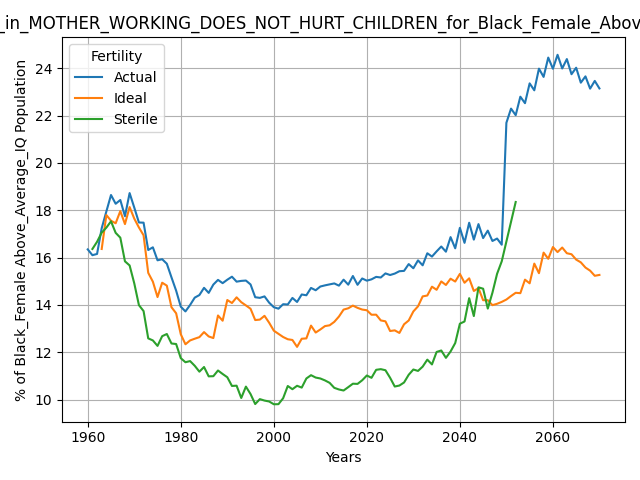 _in_MOTHER_WORKING_DOES_NOT_HURT_CHILDREN_for_Black_Female_Above
Fertility
Actual
Ideal
Sterile
% of Black_Female Above_Average_IQ Population
24
22
20
18
16
14
12
10
1960
1980
2000
2020
2040
2060
Years